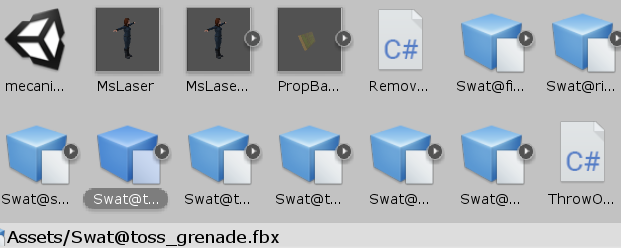 mecani... MsLaser MsLase... PropBa... Remov... Swat@fi... Swat@ri...
C#
Swat@s... Swat@t... Swat@t... Swat@t... Swat@t... Swat@w... ThrowO...
C#
Assets/Swat@toss_grenade.fbx